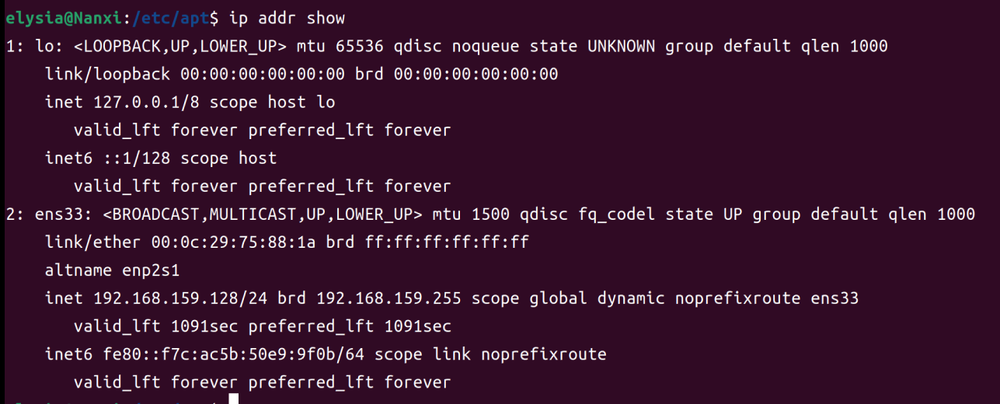 elysia@Nanxi:/etc/apt$ ip addr show
1: lo: <LOOPBACK,UP,LOWER_UP> mtu 65536 qdisc noqueue state UNKNOWN group default qlen 1000
    link/loopback 00:00:00:00:00:00 brd 00:00:00:00:00:00
    inet 127.0.0.1/8 scope host lo
       valid_lft forever preferred_lft forever
    inet6 ::1/128 scope host
       valid_lft forever preferred_lft forever
2: ens33: <BROADCAST,MULTICAST,UP,LOWER_UP> mtu 1500 qdisc fq_codel state UP group default qlen 1000
    link/ether 00:0c:29:75:88:1a brd ff:ff:ff:ff:ff:ff
    altname enp2s1
    inet 192.168.159.128/24 brd 192.168.159.255 scope global dynamic noprefixroute ens33
       valid_lft 1091sec preferred_lft 1091sec
    inet6 fe80::f7c:ac5b:50e9:9f0b/64 scope link noprefixroute
       valid_lft forever preferred_lft forever